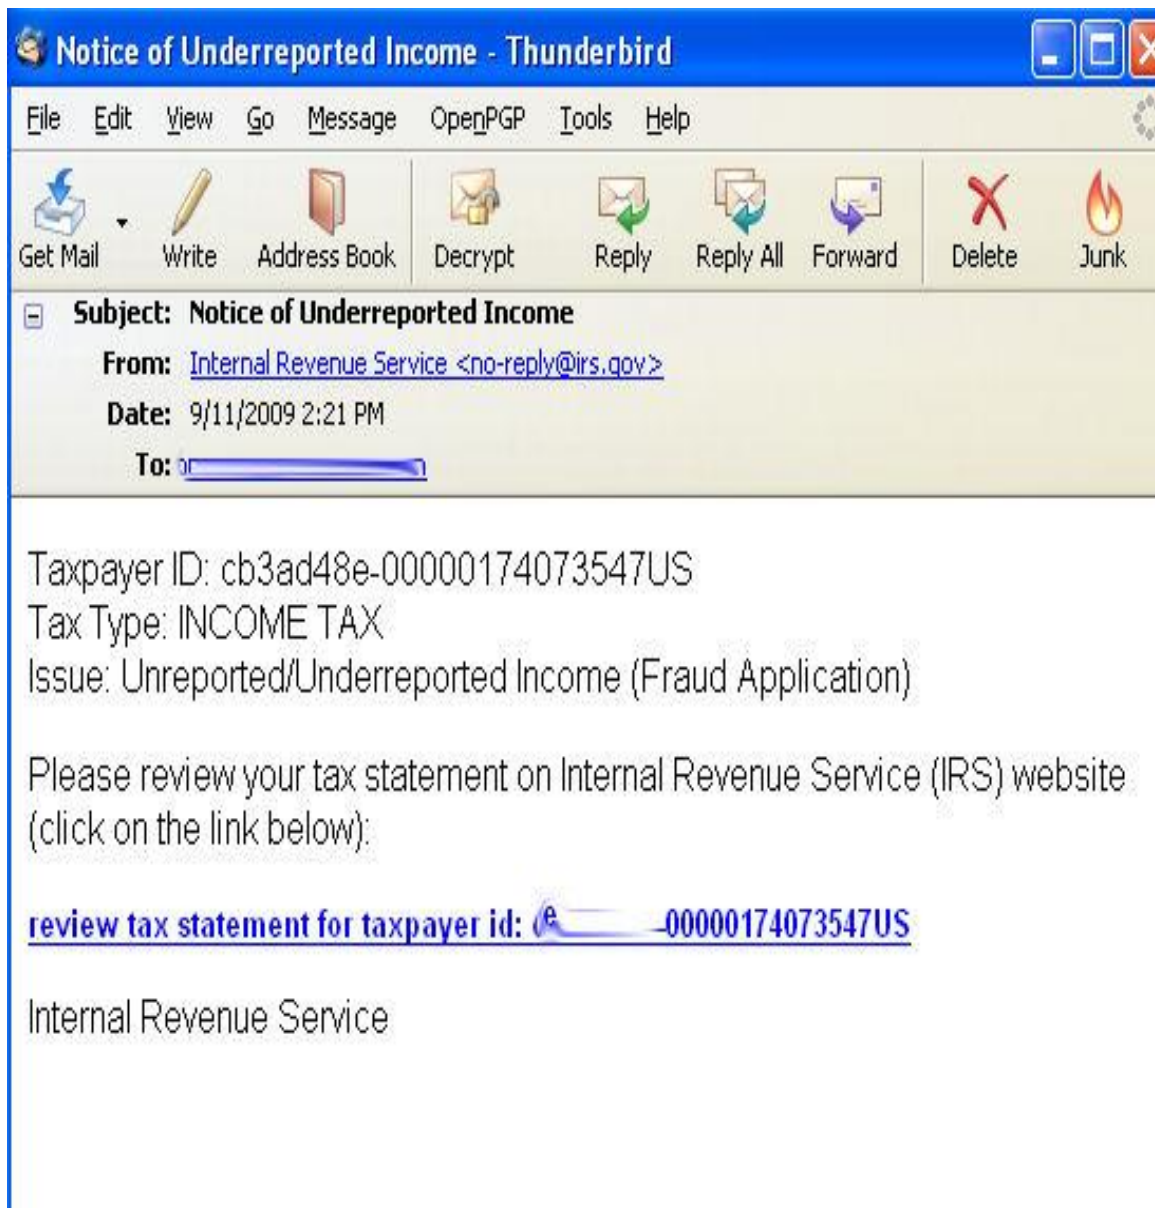 Notice of Underreported Income - Thunderbird
File Edit View Go Message OpenPGP Tools Help
Get Mail Write Address Book Decrypt Reply Reply All Forward Delete Junk
Subject: Notice of Underreported Income
From: Internal Revenue Service <no-reply@irs.gov>
Date: 9/11/2009 2:21 PM
To:
Taxpayer ID: cb3ad48e-00000174073547US
Tax Type: INCOME TAX
Issue: Unreported/Underreported Income (Fraud Application)
Please review your tax statement on Internal Revenue Service (IRS) website
(click on the link below):
review tax statement for taxpayer id: -00000174073547US
Internal Revenue Service